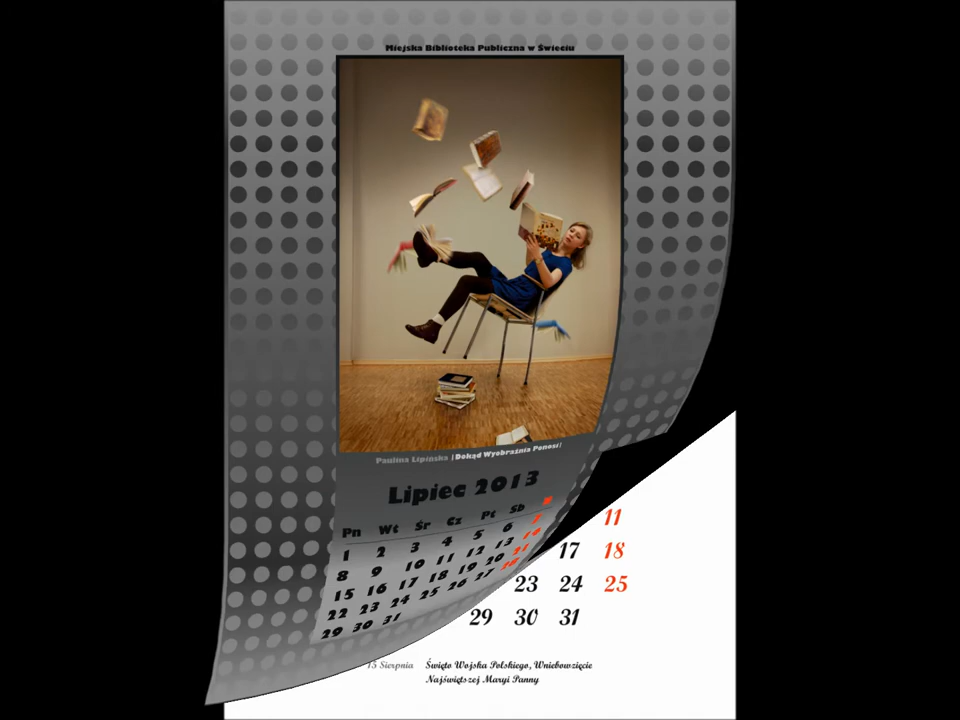 Miejska Biblioteka Publiczna w Świeciu
Paulina Lipińska | Dokąd Wyobraźnia Ponosi!
Lipiec 2013
Pn Wt Śr Cz Pt Sb N
1 2 3 4 5 6 7
8 9 10 11 12 13 14
15 16 17 18 19 20 21
22 23 24 25 26 27 28
29 30 31
11
17 18
23 24 25
29 30 31
15 Sierpnia Święto Wojska Polskiego, Wniebowzięcie
Najświętszej Maryi Panny